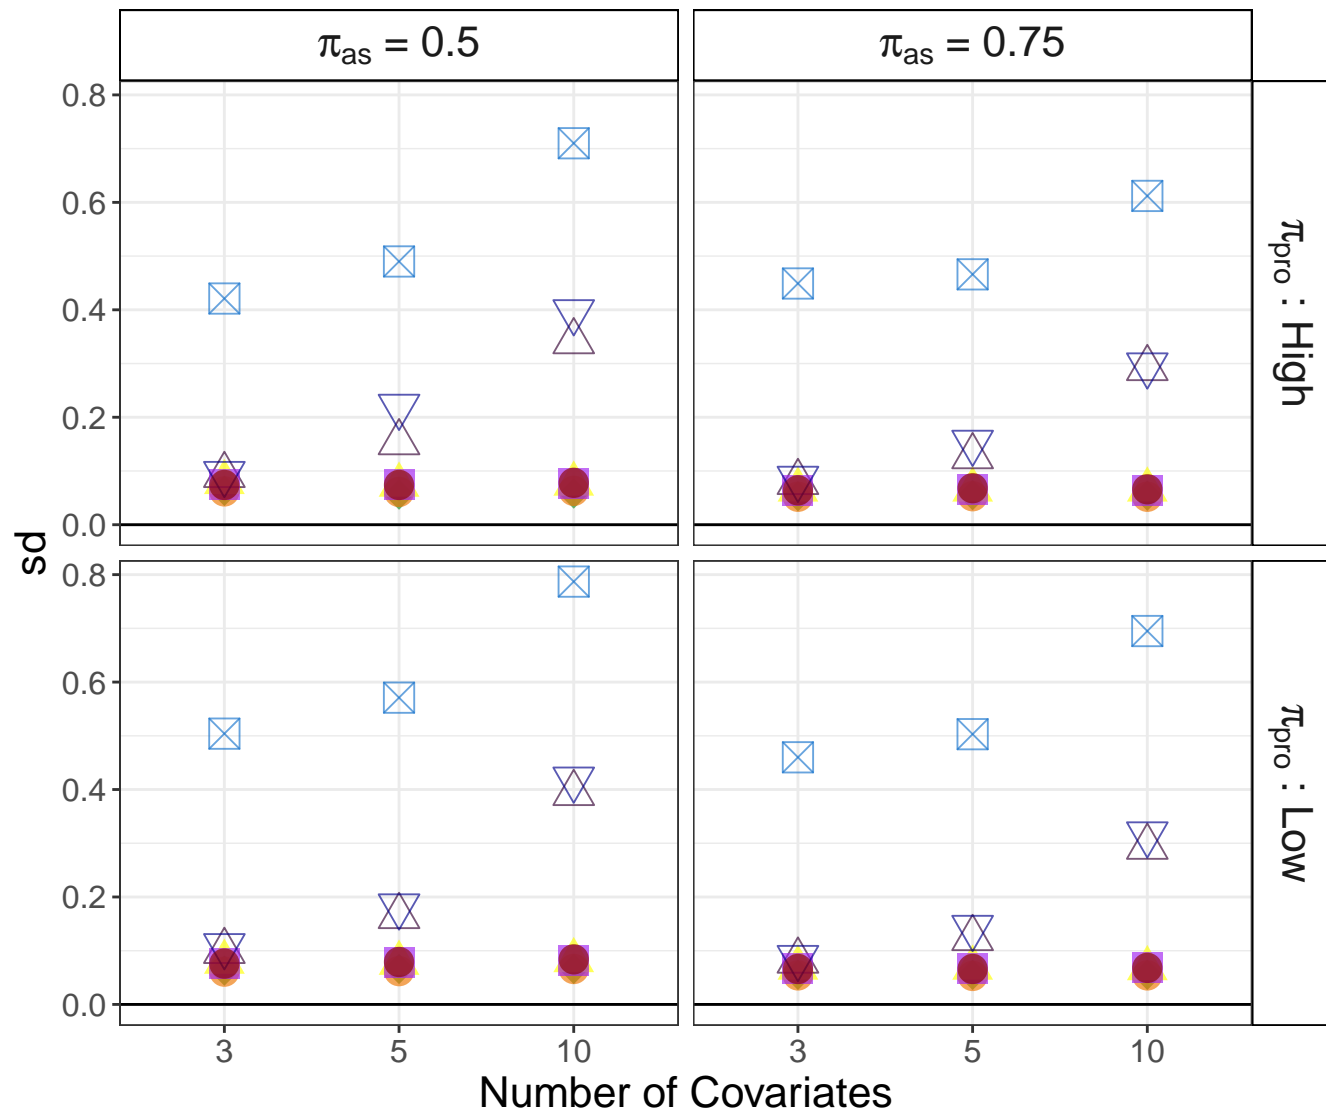 π_as = 0.5
π_as = 0.75
0.8
0.6
0.4
0.2
0.0
π_pro : High
sd
0.8
0.6
0.4
0.2
0.0
π_pro : Low
3 5 10
3 5 10
Number of Covariates